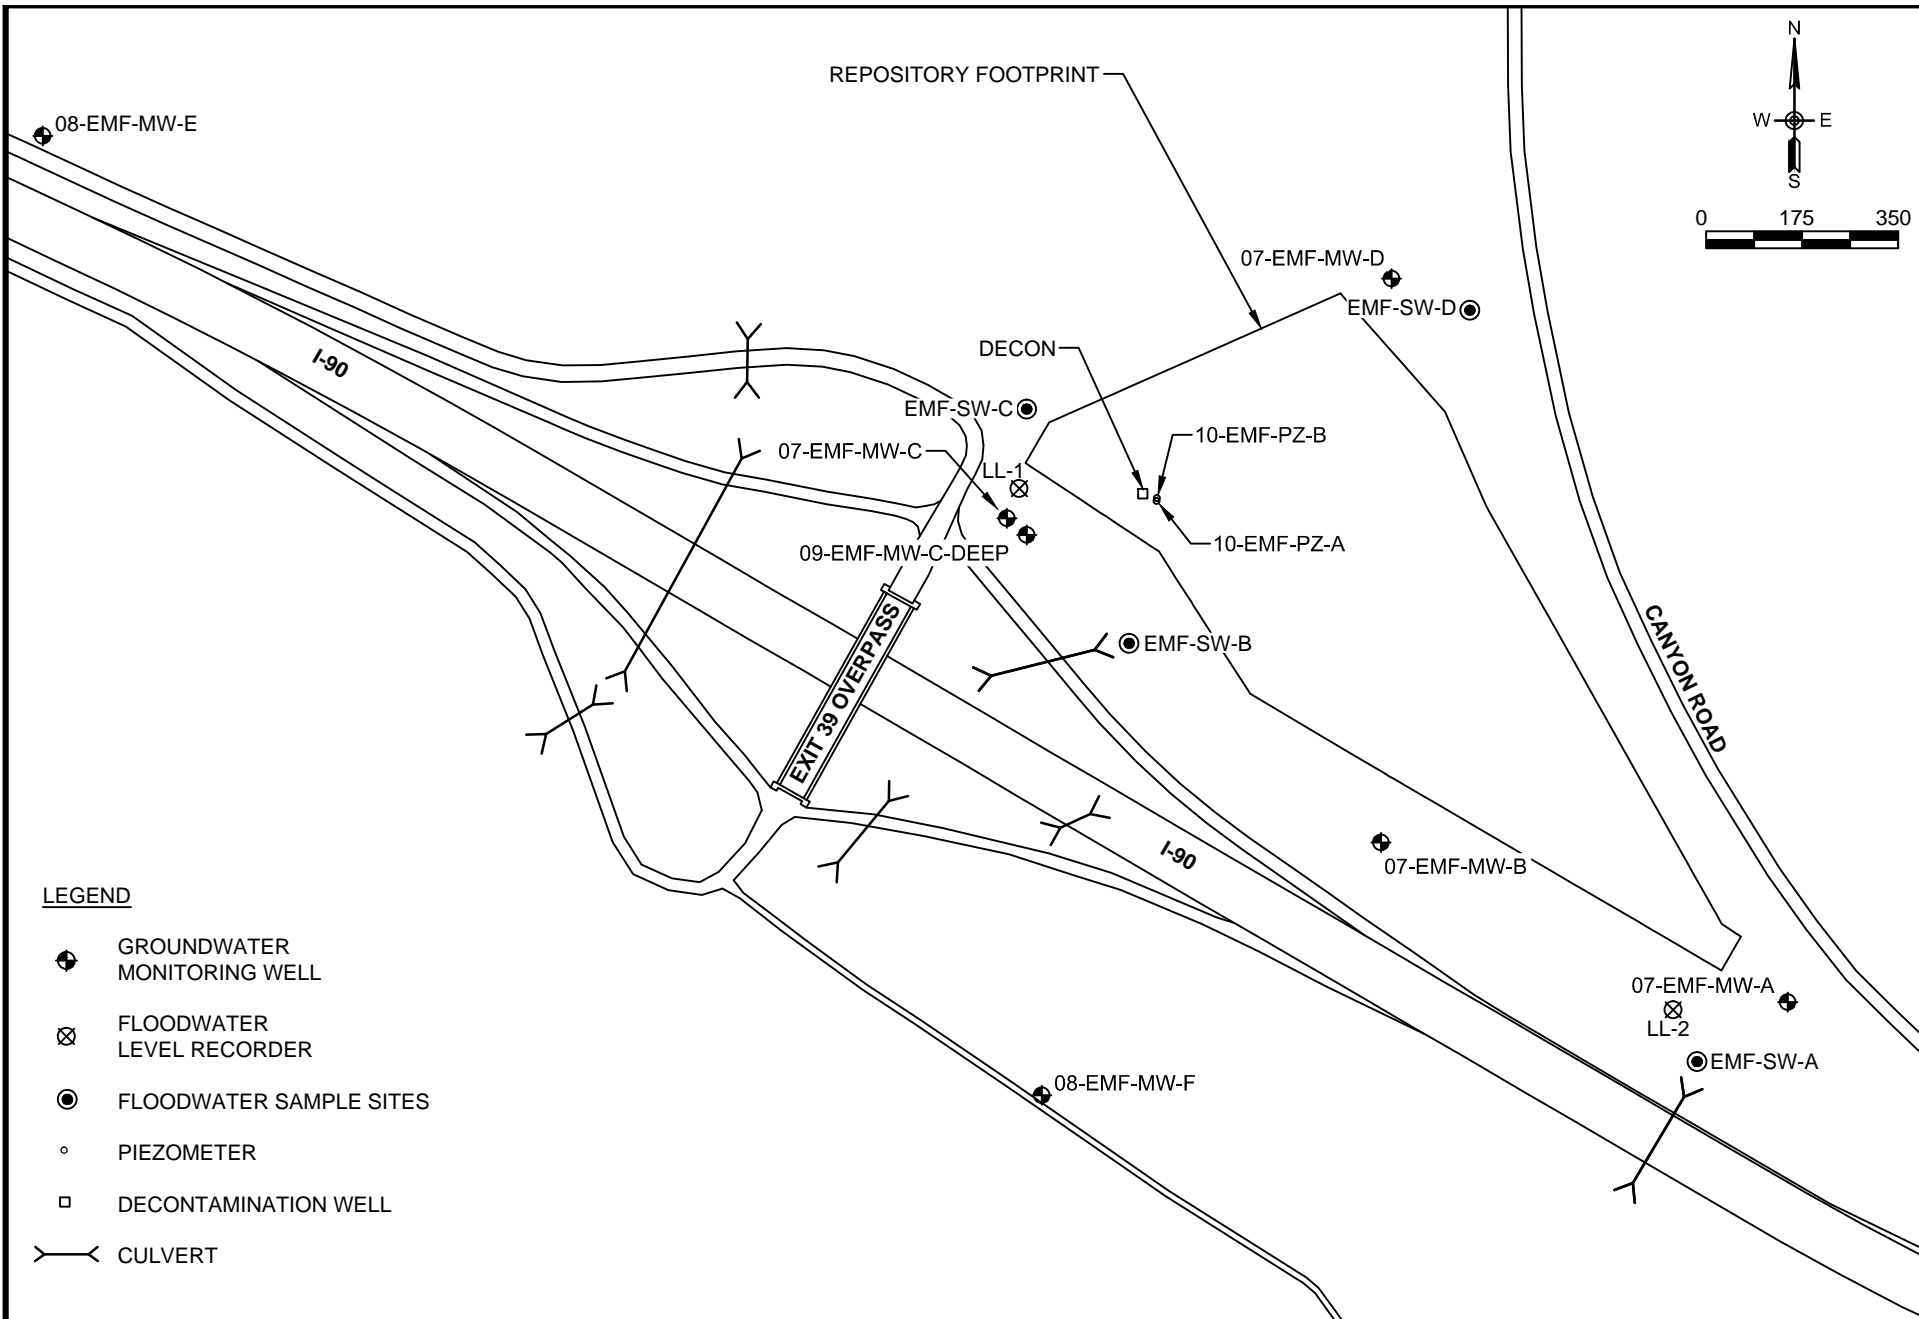 REPOSITORY FOOTPRINT
N
W
E
S
0 175 350
08-EMF-MW-E
07-EMF-MW-D
EMF-SW-D
I-90
DECON
EMF-SW-C
10-EMF-PZ-B
07-EMF-MW-C
LL-1
10-EMF-PZ-A
09-EMF-MW-C-DEEP
EXIT 39 OVERPASS
EMF-SW-B
CANYON ROAD
I-90
07-EMF-MW-B
07-EMF-MW-A
LL-2
EMF-SW-A
08-EMF-MW-F
LEGEND
GROUNDWATER
MONITORING WELL
FLOODWATER
LEVEL RECORDER
FLOODWATER SAMPLE SITES
PIEZOMETER
DECONTAMINATION WELL
CULVERT